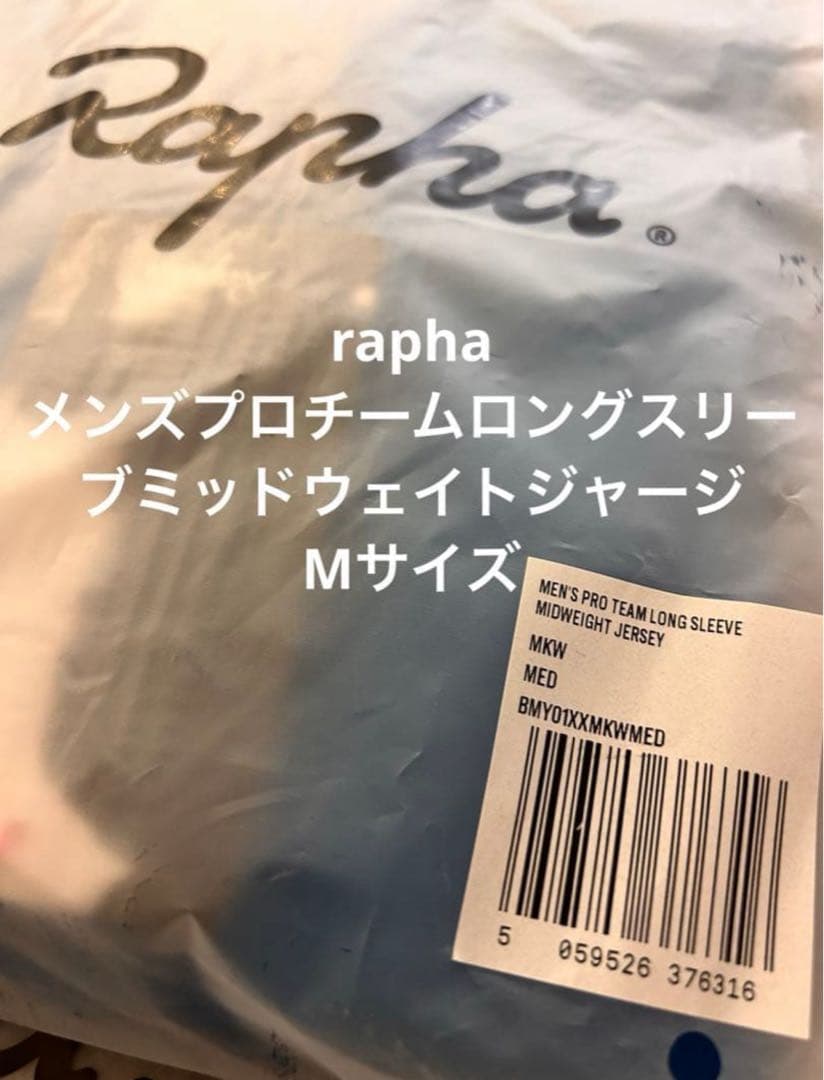 Rapha®
rapha
メンズプロチームロングスリー
ブミッドウェイトジャージ
Mサイズ
MEN'S PRO TEAM LONG SLEEVE
MIDWEIGHT JERSEY
MKW
MED
BMY01XXMKWMED
5 059526 376316